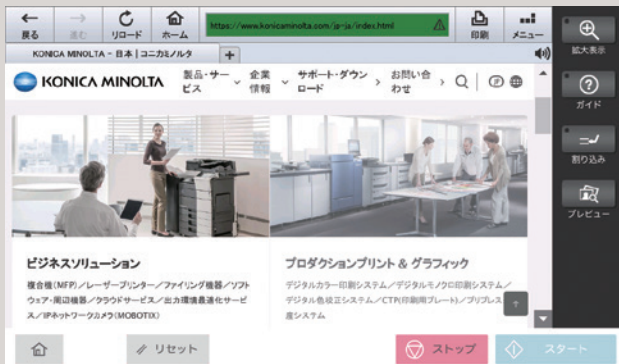 戻る 進む リロード ホーム https://www.konicaminolta.com/jp-ja/index.html 印刷 メニュー
KONICA MINOLTA - 日本 | コニカミノルタ +
KONICA MINOLTA 製品・サービス 企業情報 サポート・ダウンロード お問い合わせ
ビジネスソリューション
複合機(MFP)/レーザープリンター/ファイリング機器/ソフト
ウェア・周辺機器/クラウドサービス/出力環境最適化サービ
ス/IPネットワークカメラ(MOBOTIX)
プロダクションプリント & グラフィック
デジタルカラー印刷システム/デジタルモノクロ印刷システム/
デジタル色校正システム/CTP(印刷用プレート)/プリプレス
産システム
拡大表示
ガイド
割り込み
プレビュー
リセット ストップ スタート